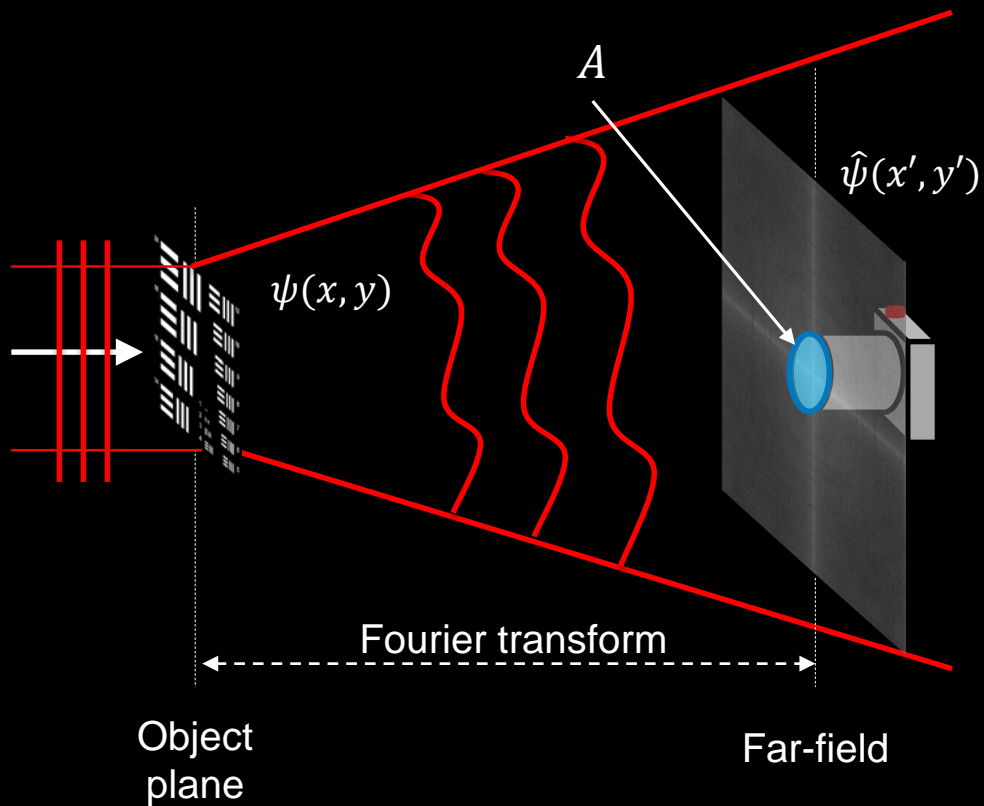 A
ψ̂(x′, y′)
ψ(x, y)
Fourier transform
Object
plane
Far-field